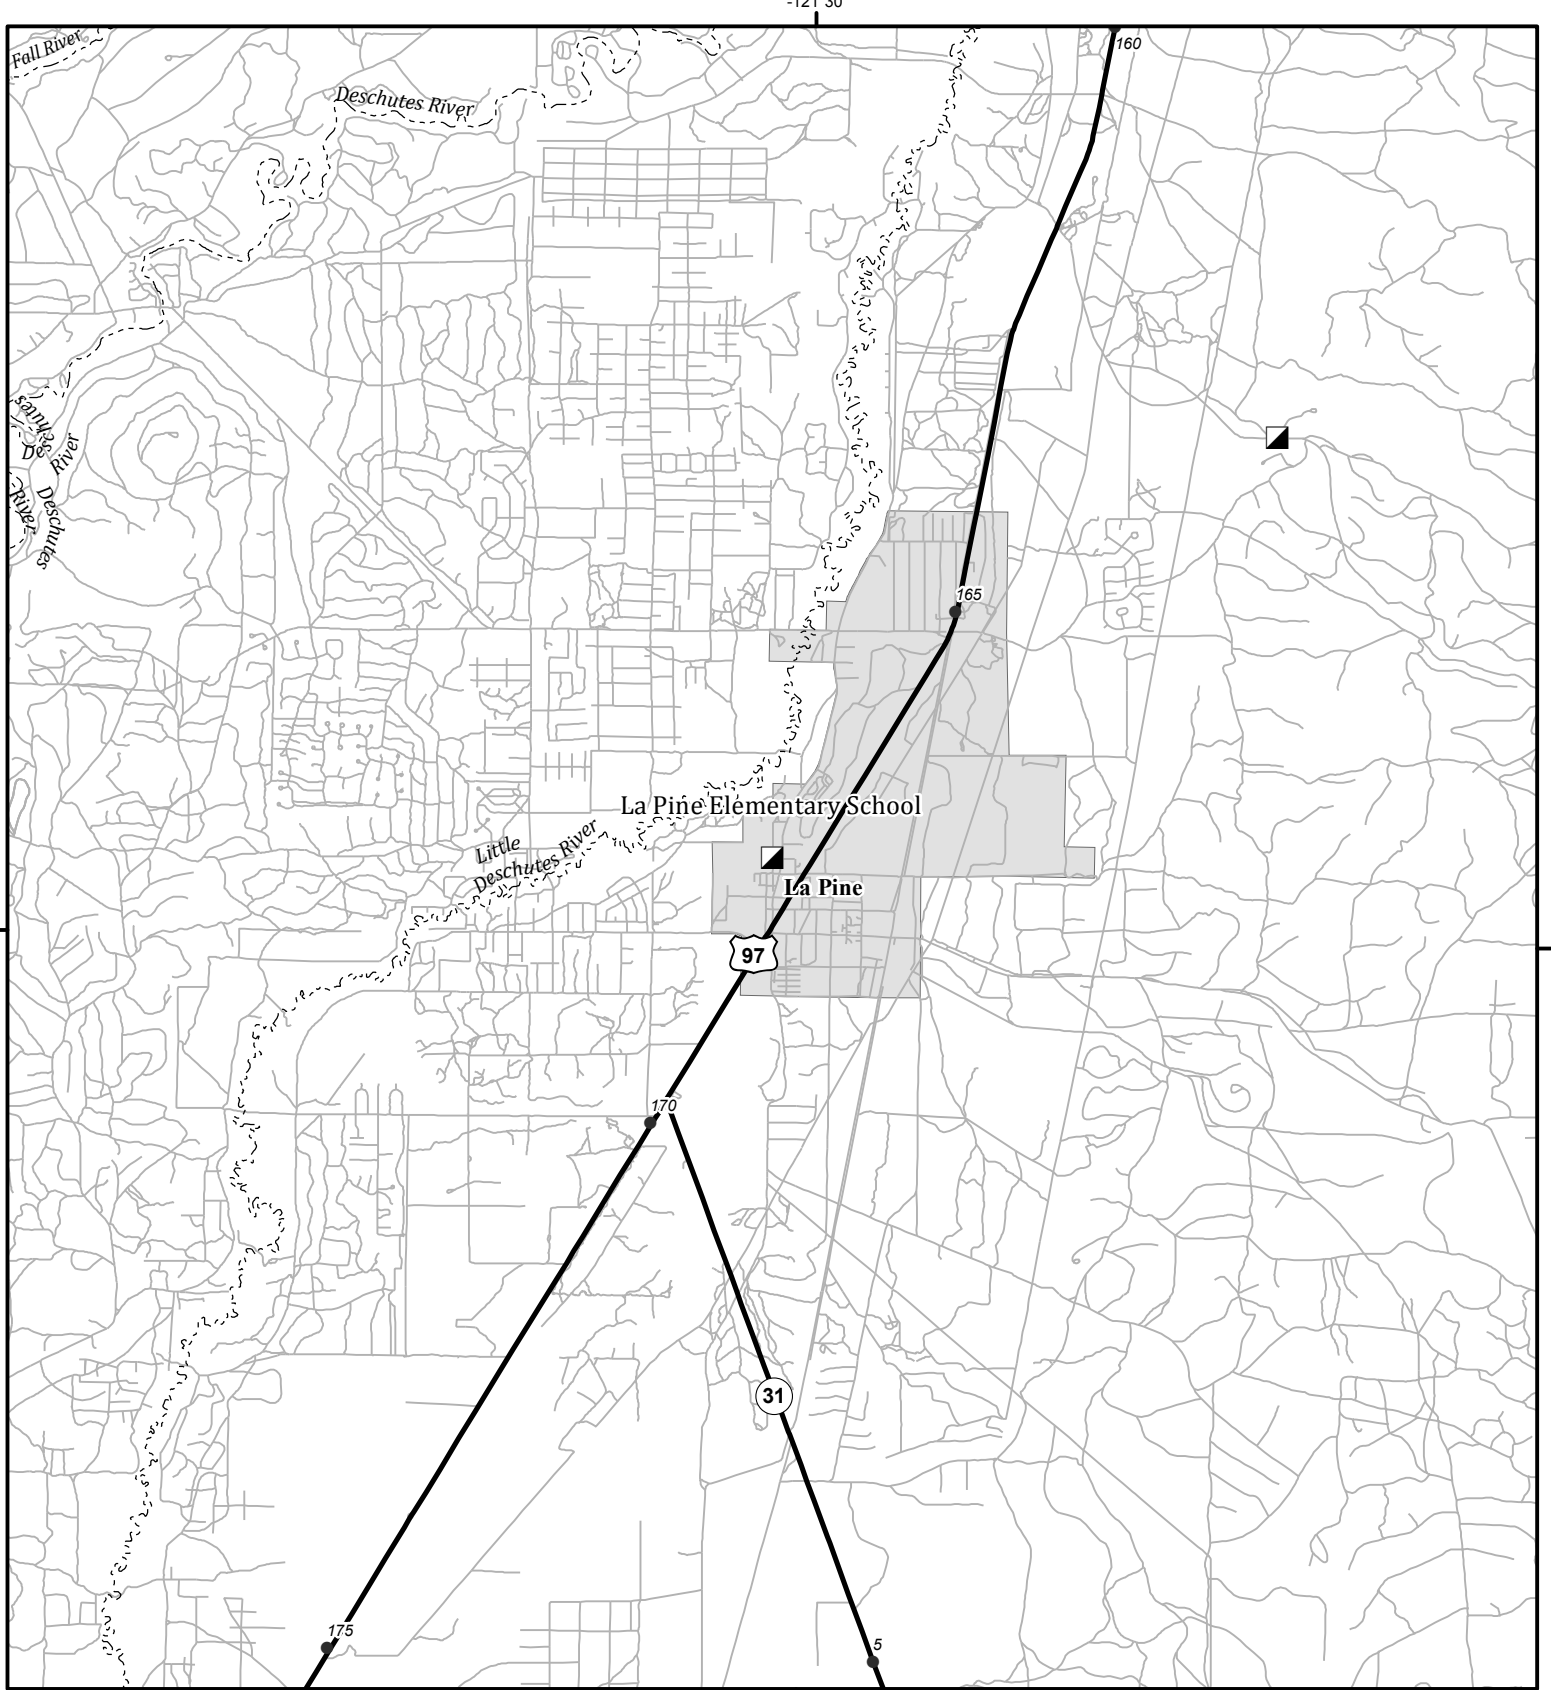 -121 30
160
Fall River
Deschutes River
Deschutes
River
River
Deschutes
165
La Pine Elementary School
Little
Deschutes River
La Pine
97
170
31
175
5